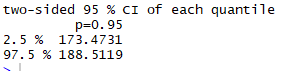 two-sided 95 % CI of each quantile
p=0.95
2.5 % 173.4731
97.5 % 188.5119
>